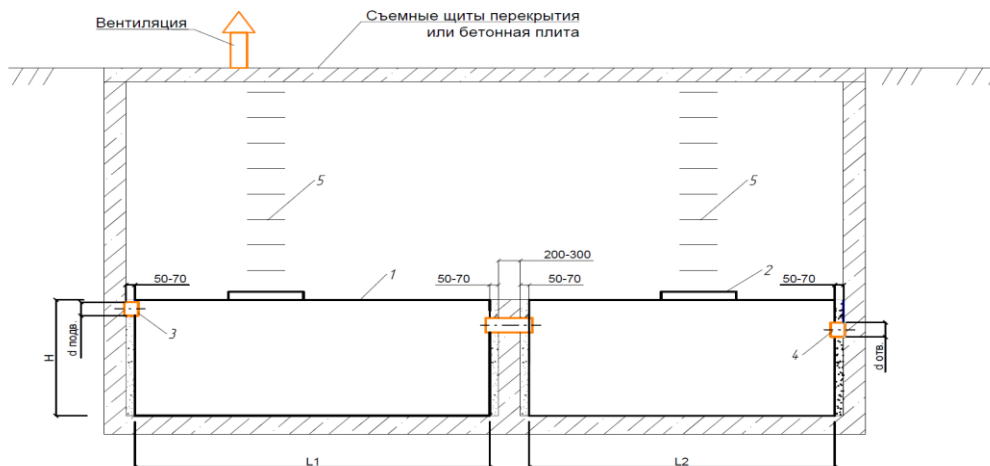 Вентиляция
Съемные щиты перекрытия
или бетонная плита
5
5
200-300
50-70
1
50-70
50-70
2
50-70
d подв.
3
4
d отв.
H
L1
L2